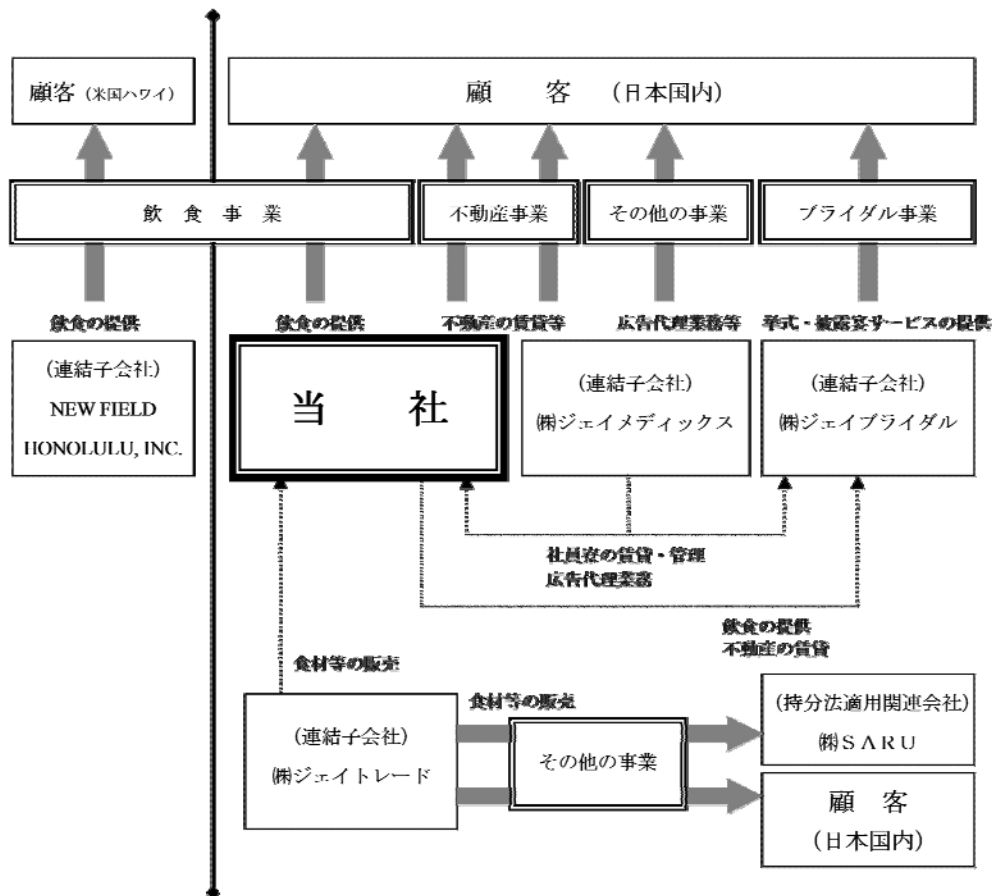 顧客 (米国ハワイ)
顧　客　(日本国内)
飲食事業
不動産事業
その他の事業
ブライダル事業
飲食の提供
飲食の提供
不動産の賃貸等
広告代理業務等
挙式・披露宴サービスの提供
(連結子会社)
NEW FIELD
HONOLULU, INC.
当　社
(連結子会社)
㈱ジェイメディックス
(連結子会社)
㈱ジェイブライダル
社員寮の賃貸・管理
広告代理業務
飲食の提供
不動産の賃貸
食材等の販売
(連結子会社)
㈱ジェイトレード
食材等の販売
その他の事業
(持分法適用関連会社)
㈱ＳＡＲＵ
顧　客
(日本国内)